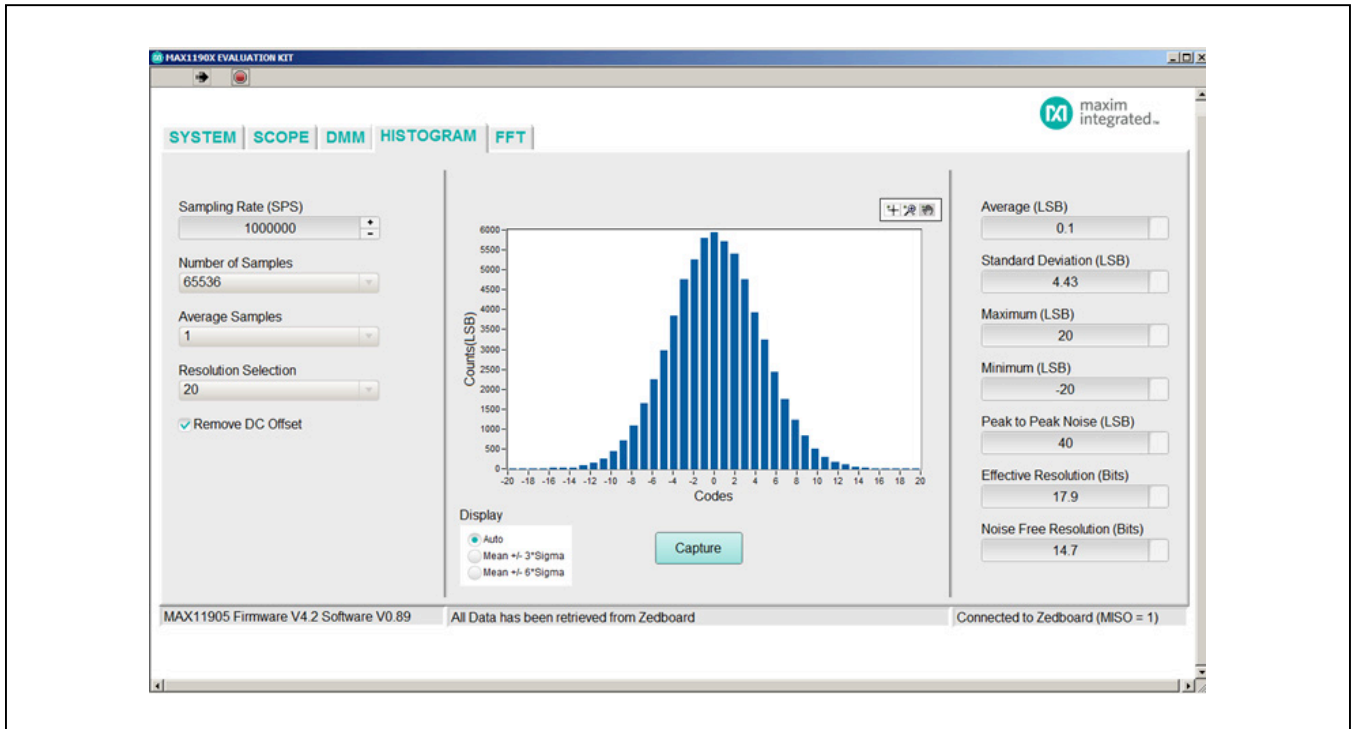 MAX1190X EVALUATION KIT
maxim
integrated™
SYSTEM SCOPE DMM HISTOGRAM FFT
Sampling Rate (SPS)
1000000
Number of Samples
65536
Average Samples
1
Resolution Selection
20
Remove DC Offset
Counts(LSB)
6000
5500
5000
4500
4000
3500
3000
2500
2000
1500
1000
500
0
-20 -18 -16 -14 -12 -10 -8 -6 -4 -2 0 2 4 6 8 10 12 14 16 18 20
Codes
Display
Auto
Mean +/- 3*Sigma
Mean +/- 6*Sigma
Capture
Average (LSB)
0.1
Standard Deviation (LSB)
4.43
Maximum (LSB)
20
Minimum (LSB)
-20
Peak to Peak Noise (LSB)
40
Effective Resolution (Bits)
17.9
Noise Free Resolution (Bits)
14.7
MAX11905 Firmware V4.2 Software V0.89 All Data has been retrieved from Zedboard Connected to Zedboard (MISO = 1)